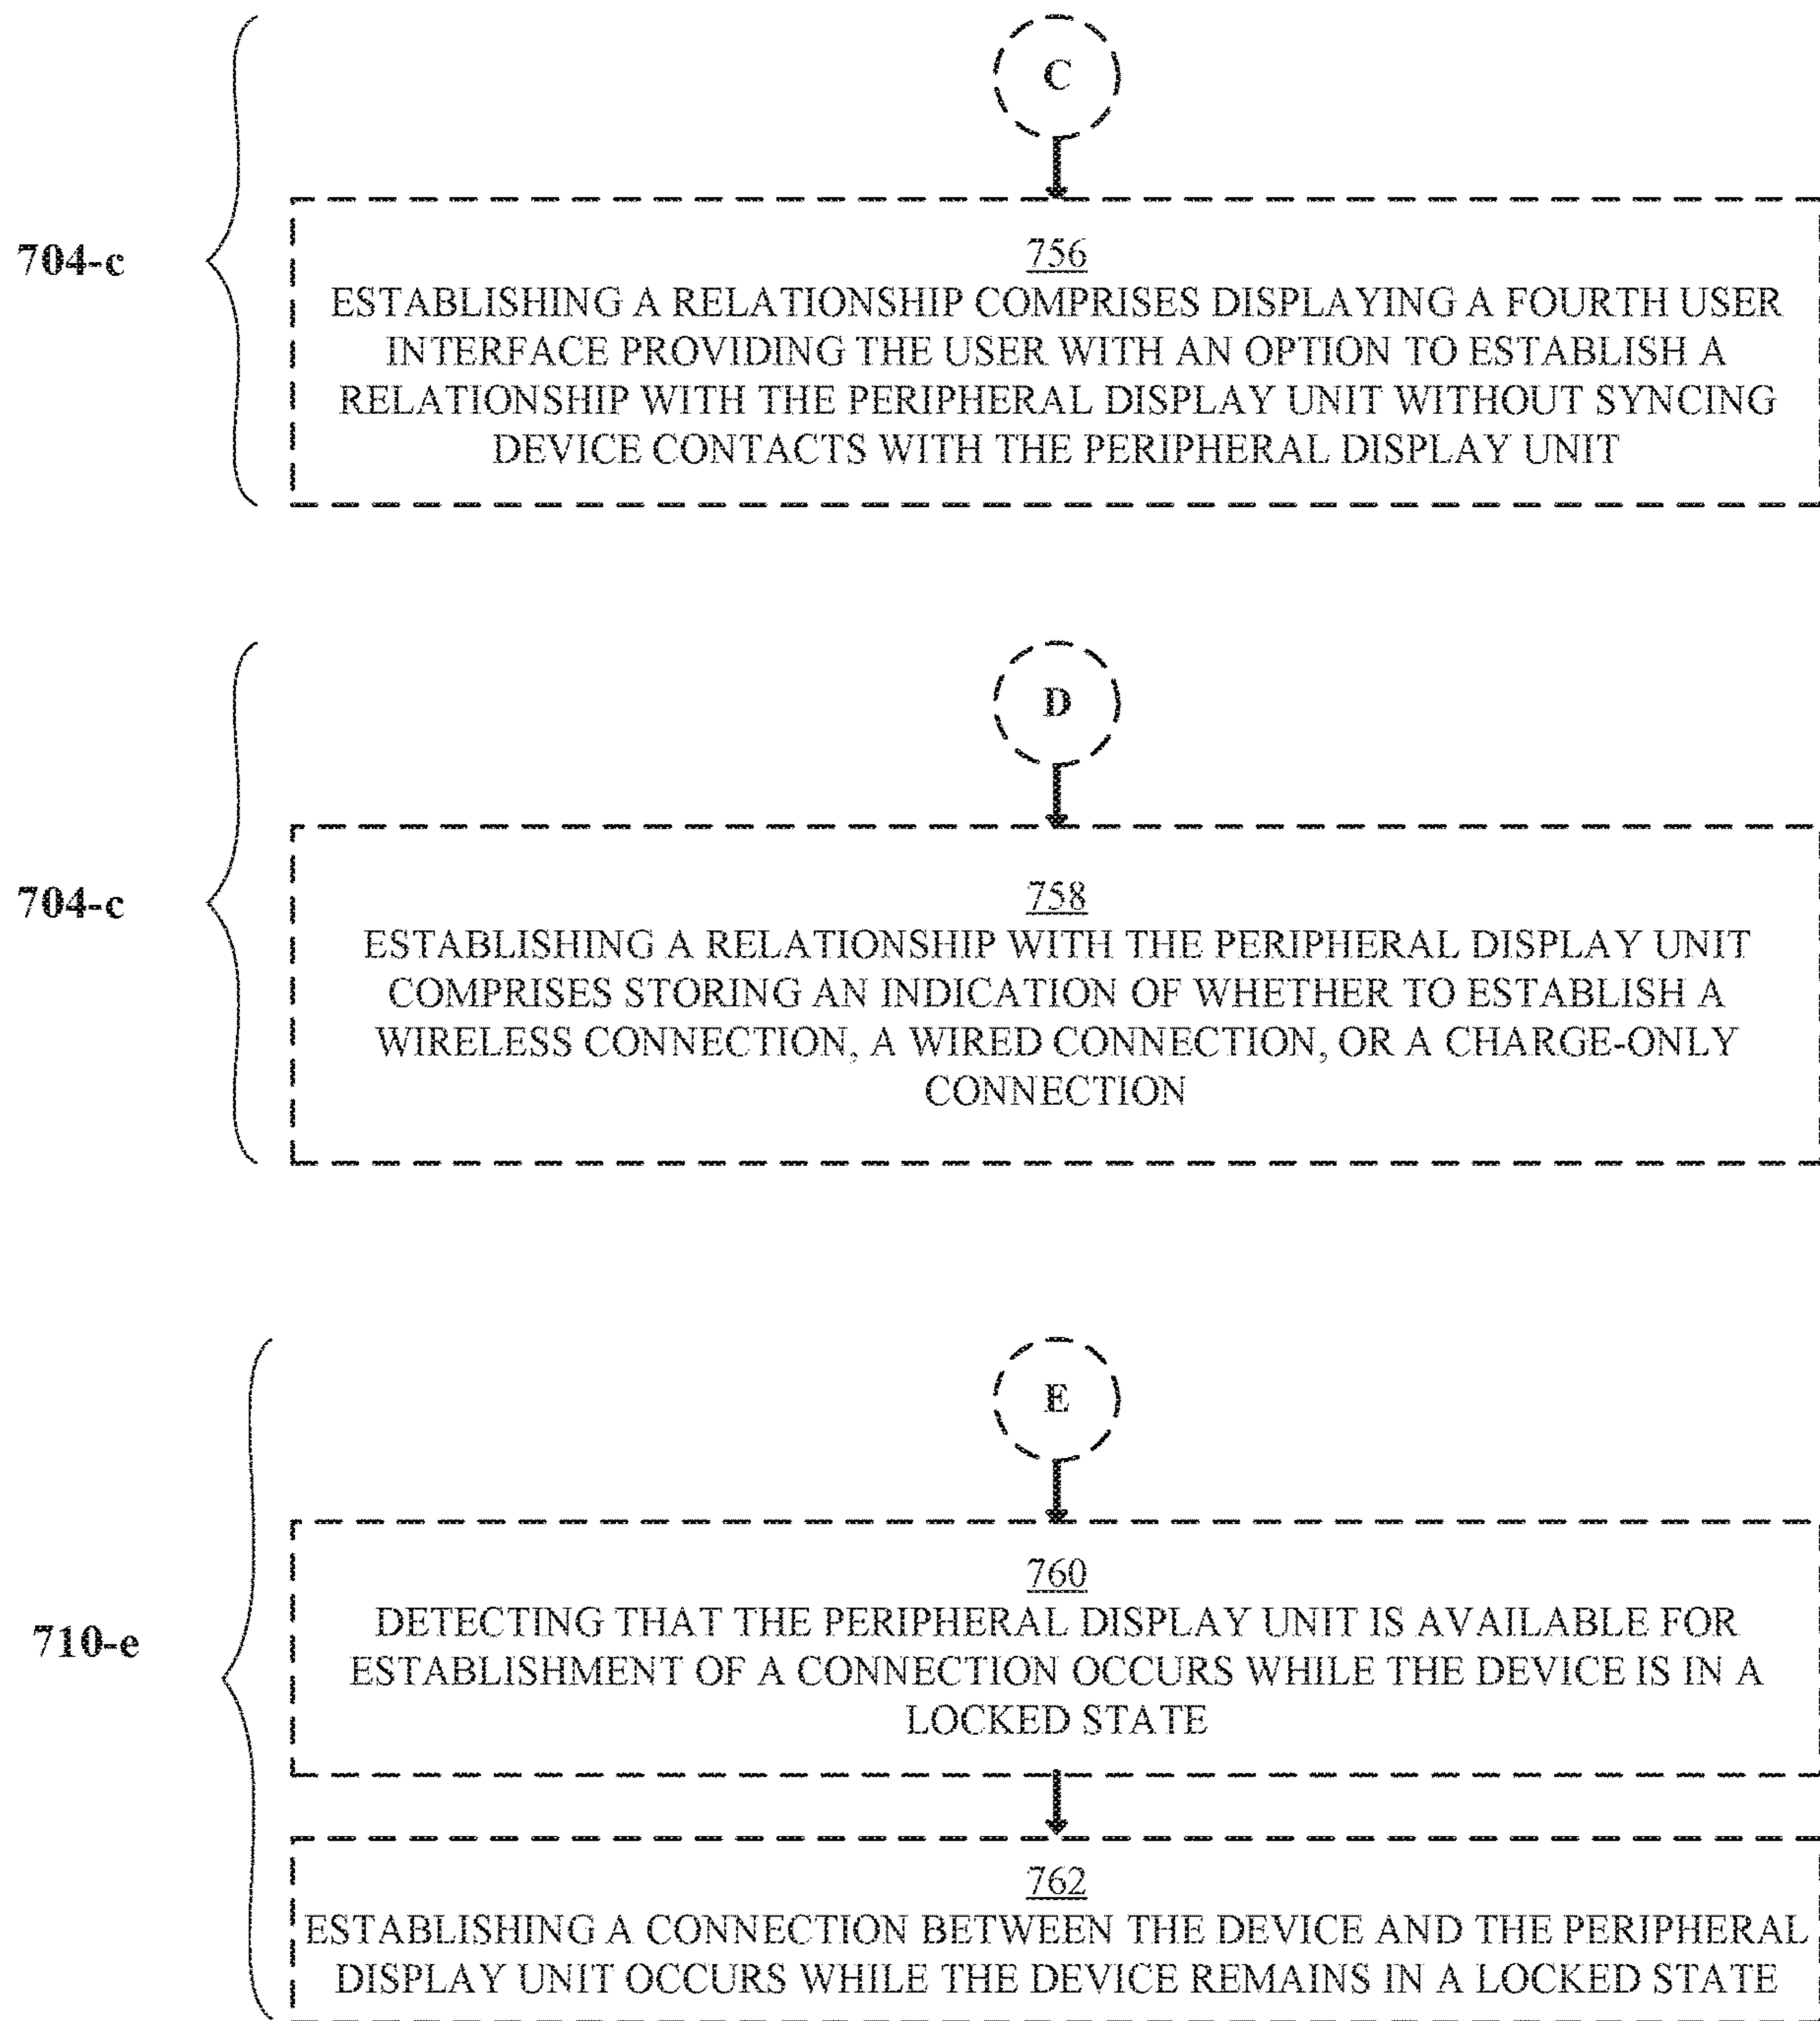 C
704-c
756
ESTABLISHING A RELATIONSHIP COMPRISES DISPLAYING A FOURTH USER
INTERFACE PROVIDING THE USER WITH AN OPTION TO ESTABLISH A
RELATIONSHIP WITH THE PERIPHERAL DISPLAY UNIT WITHOUT SYNCING
DEVICE CONTACTS WITH THE PERIPHERAL DISPLAY UNIT
D
704-c
758
ESTABLISHING A RELATIONSHIP WITH THE PERIPHERAL DISPLAY UNIT
COMPRISES STORING AN INDICATION OF WHETHER TO ESTABLISH A
WIRELESS CONNECTION, A WIRED CONNECTION, OR A CHARGE-ONLY
CONNECTION
E
710-e
760
DETECTING THAT THE PERIPHERAL DISPLAY UNIT IS AVAILABLE FOR
ESTABLISHMENT OF A CONNECTION OCCURS WHILE THE DEVICE IS IN A
LOCKED STATE
762
ESTABLISHING A CONNECTION BETWEEN THE DEVICE AND THE PERIPHERAL
DISPLAY UNIT OCCURS WHILE THE DEVICE REMAINS IN A LOCKED STATE